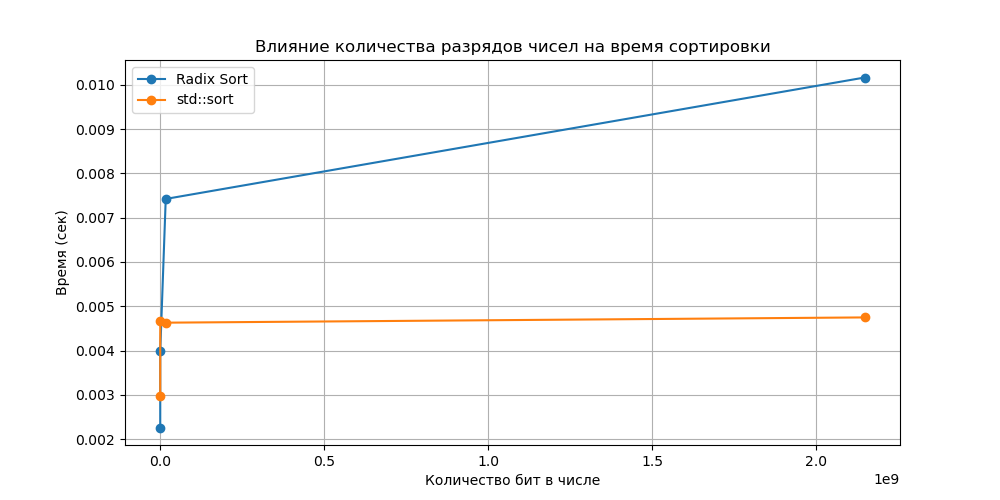 Влияние количества разрядов чисел на время сортировки
Radix Sort
std::sort
Время (сек)
0.010
0.009
0.008
0.007
0.006
0.005
0.004
0.003
0.002
0.0 0.5 1.0 1.5 2.0
1e9
Количество бит в числе